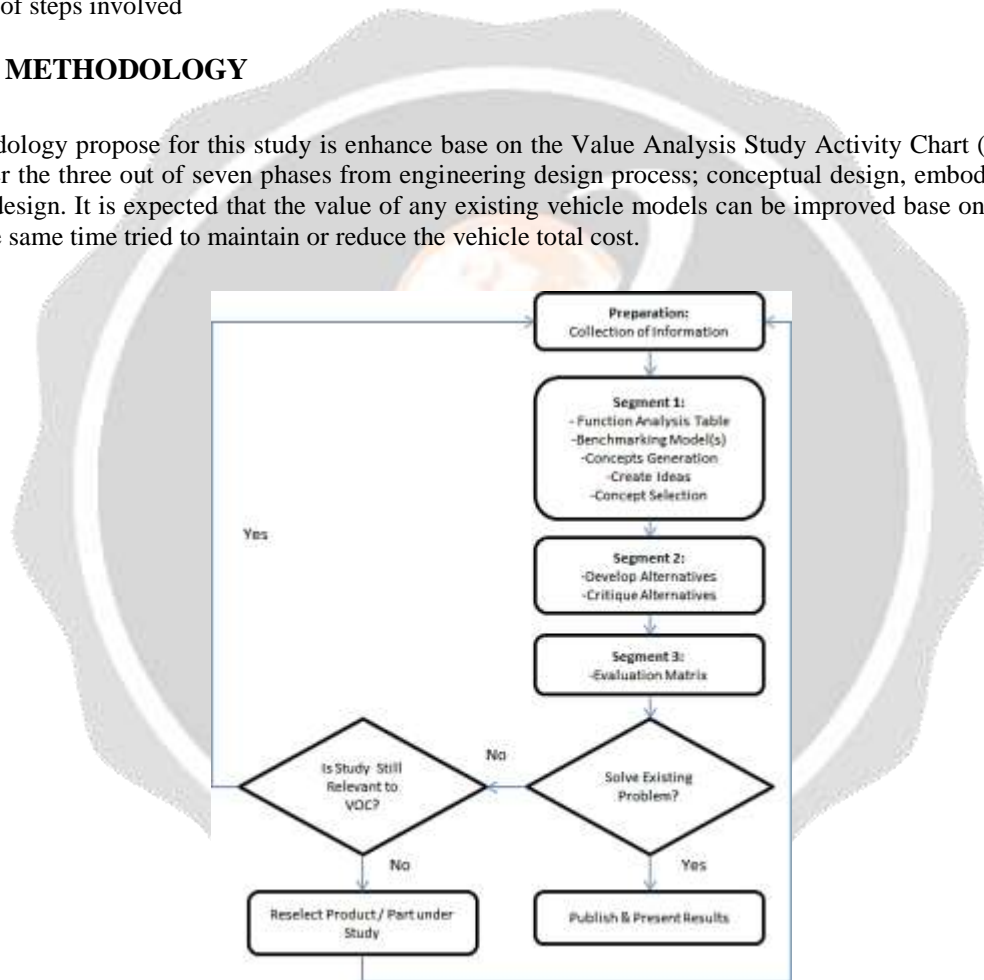 of steps involved
METHODOLOGY
dology propose for this study is enhance base on the Value Analysis Study Activity Chart (
r the three out of seven phases from engineering design process; conceptual design, embod
design. It is expected that the value of any existing vehicle models can be improved base on
e same time tried to maintain or reduce the vehicle total cost.
Preparation:
Collection of Information
Segment 1:
- Function Analysis Table
-Benchmarking Model(s)
-Concepts Generation
-Create Ideas
-Concept Selection
Yes
Segment 2:
-Develop Alternatives
-Critique Alternatives
Segment 3:
-Evaluation Matrix
No
Is Study Still
Relevant to
VOC?
Solve Existing
Problem?
No
Yes
Reselect Product / Part under
Study
Publish & Present Results